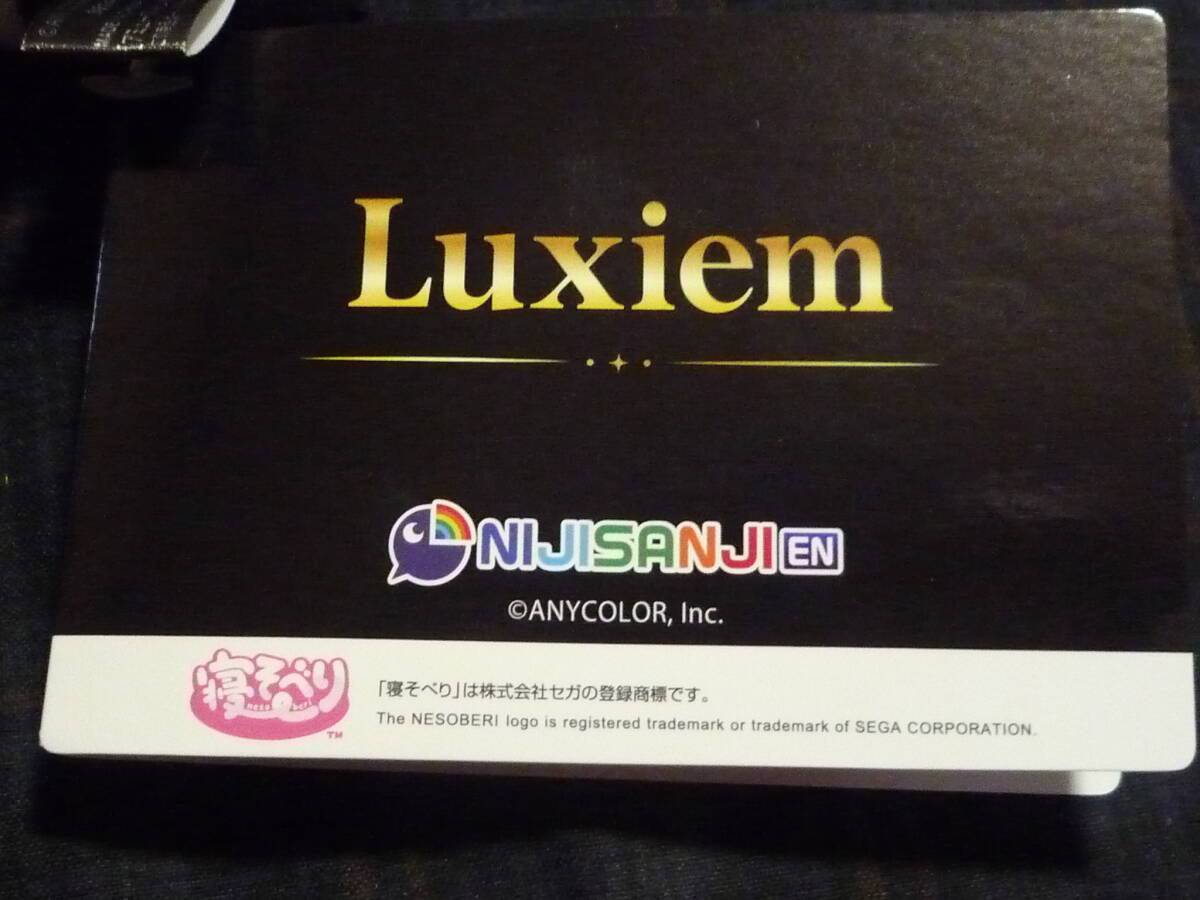 Luxiem
NIJISANJI EN
©ANYCOLOR, Inc.
寝そべり
nesoberi
TM
「寝そべり」は株式会社セガの登録商標です。
The NESOBERI logo is registered trademark or trademark of SEGA CORPORATION.